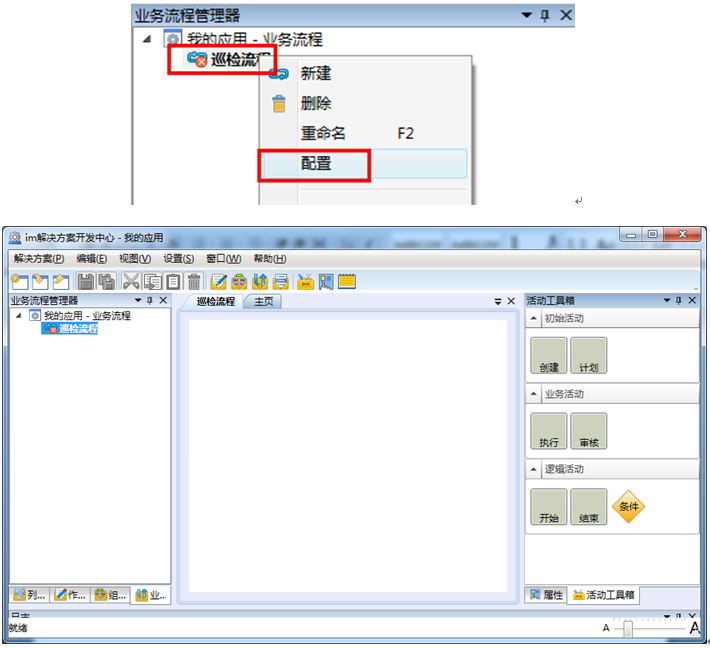 业务流程管理器
我的应用 - 业务流程
巡检流程
新建
删除
重命名 F2
配置
im解决方案开发中心 - 我的应用
解决方案(P) 编辑(E) 视图(V) 设置(S) 窗口(W) 帮助(H)
业务流程管理器
我的应用 - 业务流程
巡检流程
巡检流程 主页
活动工具箱
初始活动
创建 计划
业务活动
执行 审核
逻辑活动
开始 结束 条件
列... 作... 组... 业...
属性 活动工具箱
日志
就绪
A A